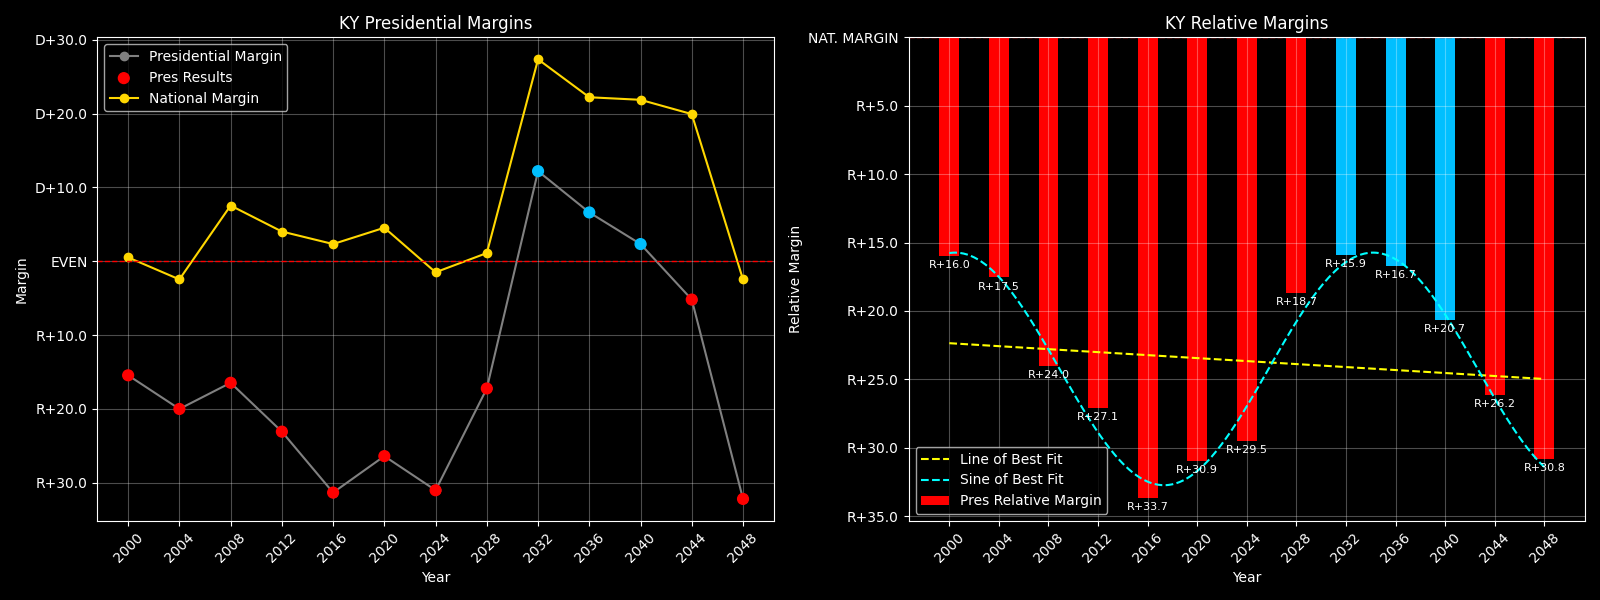 KY Presidential Margins
D+30.0
D+20.0
D+10.0
EVEN
R+10.0
R+20.0
R+30.0
Margin
Presidential Margin
Pres Results
National Margin
2000 2004 2008 2012 2016 2020 2024 2028 2032 2036 2040 2044 2048
Year
KY Relative Margins
NAT. MARGIN
R+5.0
R+10.0
R+15.0
R+20.0
R+25.0
R+30.0
R+35.0
Relative Margin
R+16.0
R+17.5
R+24.0
R+27.1
R+33.7
R+30.9
R+29.5
R+18.7
R+15.9
R+16.7
R+20.7
R+26.2
R+30.8
Line of Best Fit
Sine of Best Fit
Pres Relative Margin
2000 2004 2008 2012 2016 2020 2024 2028 2032 2036 2040 2044 2048
Year